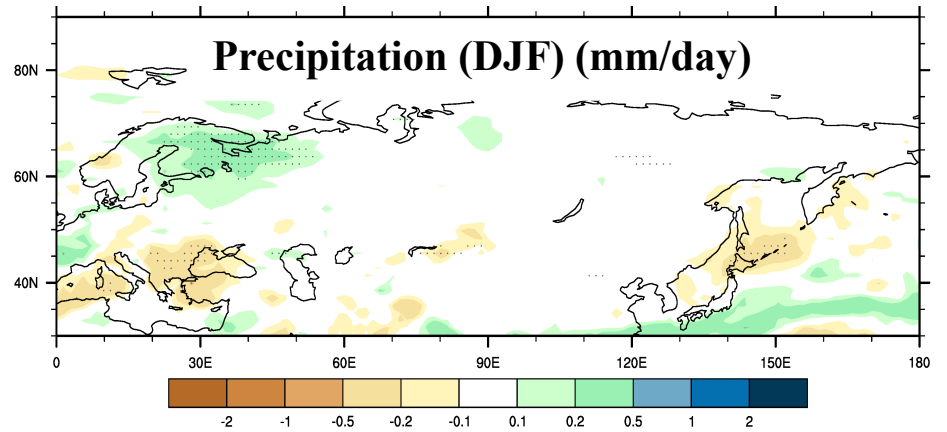 Precipitation (DJF) (mm/day)
80N
60N
40N
0 30E 60E 90E 120E 150E 180
-2 -1 -0.5 -0.2 -0.1 0.1 0.2 0.5 1 2